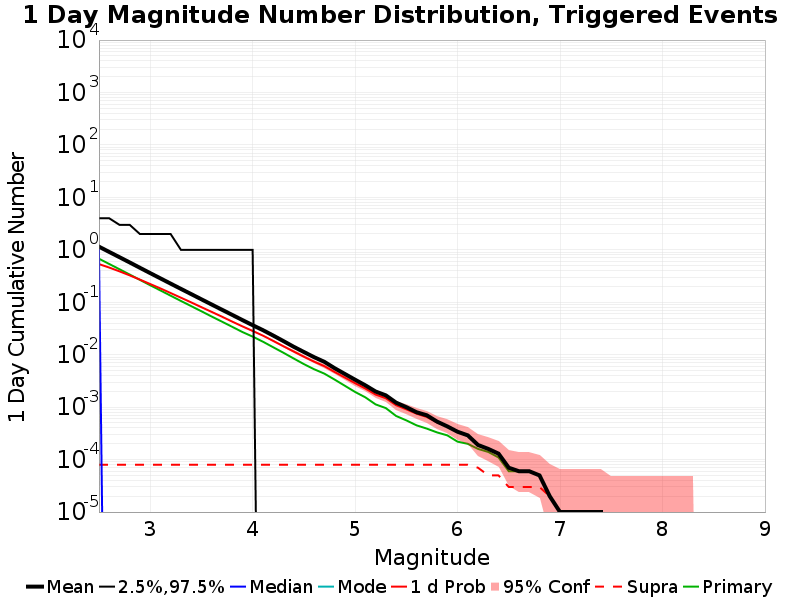 1 Day Magnitude Number Distribution, Triggered Events
10^4
10^3
10^2
10^1
10^0
10^-1
10^-2
10^-3
10^-4
10^-5
1 Day Cumulative Number
3 4 5 6 7 8 9
Magnitude
Mean 2.5%,97.5% Median Mode 1 d Prob 95% Conf Supra Primary